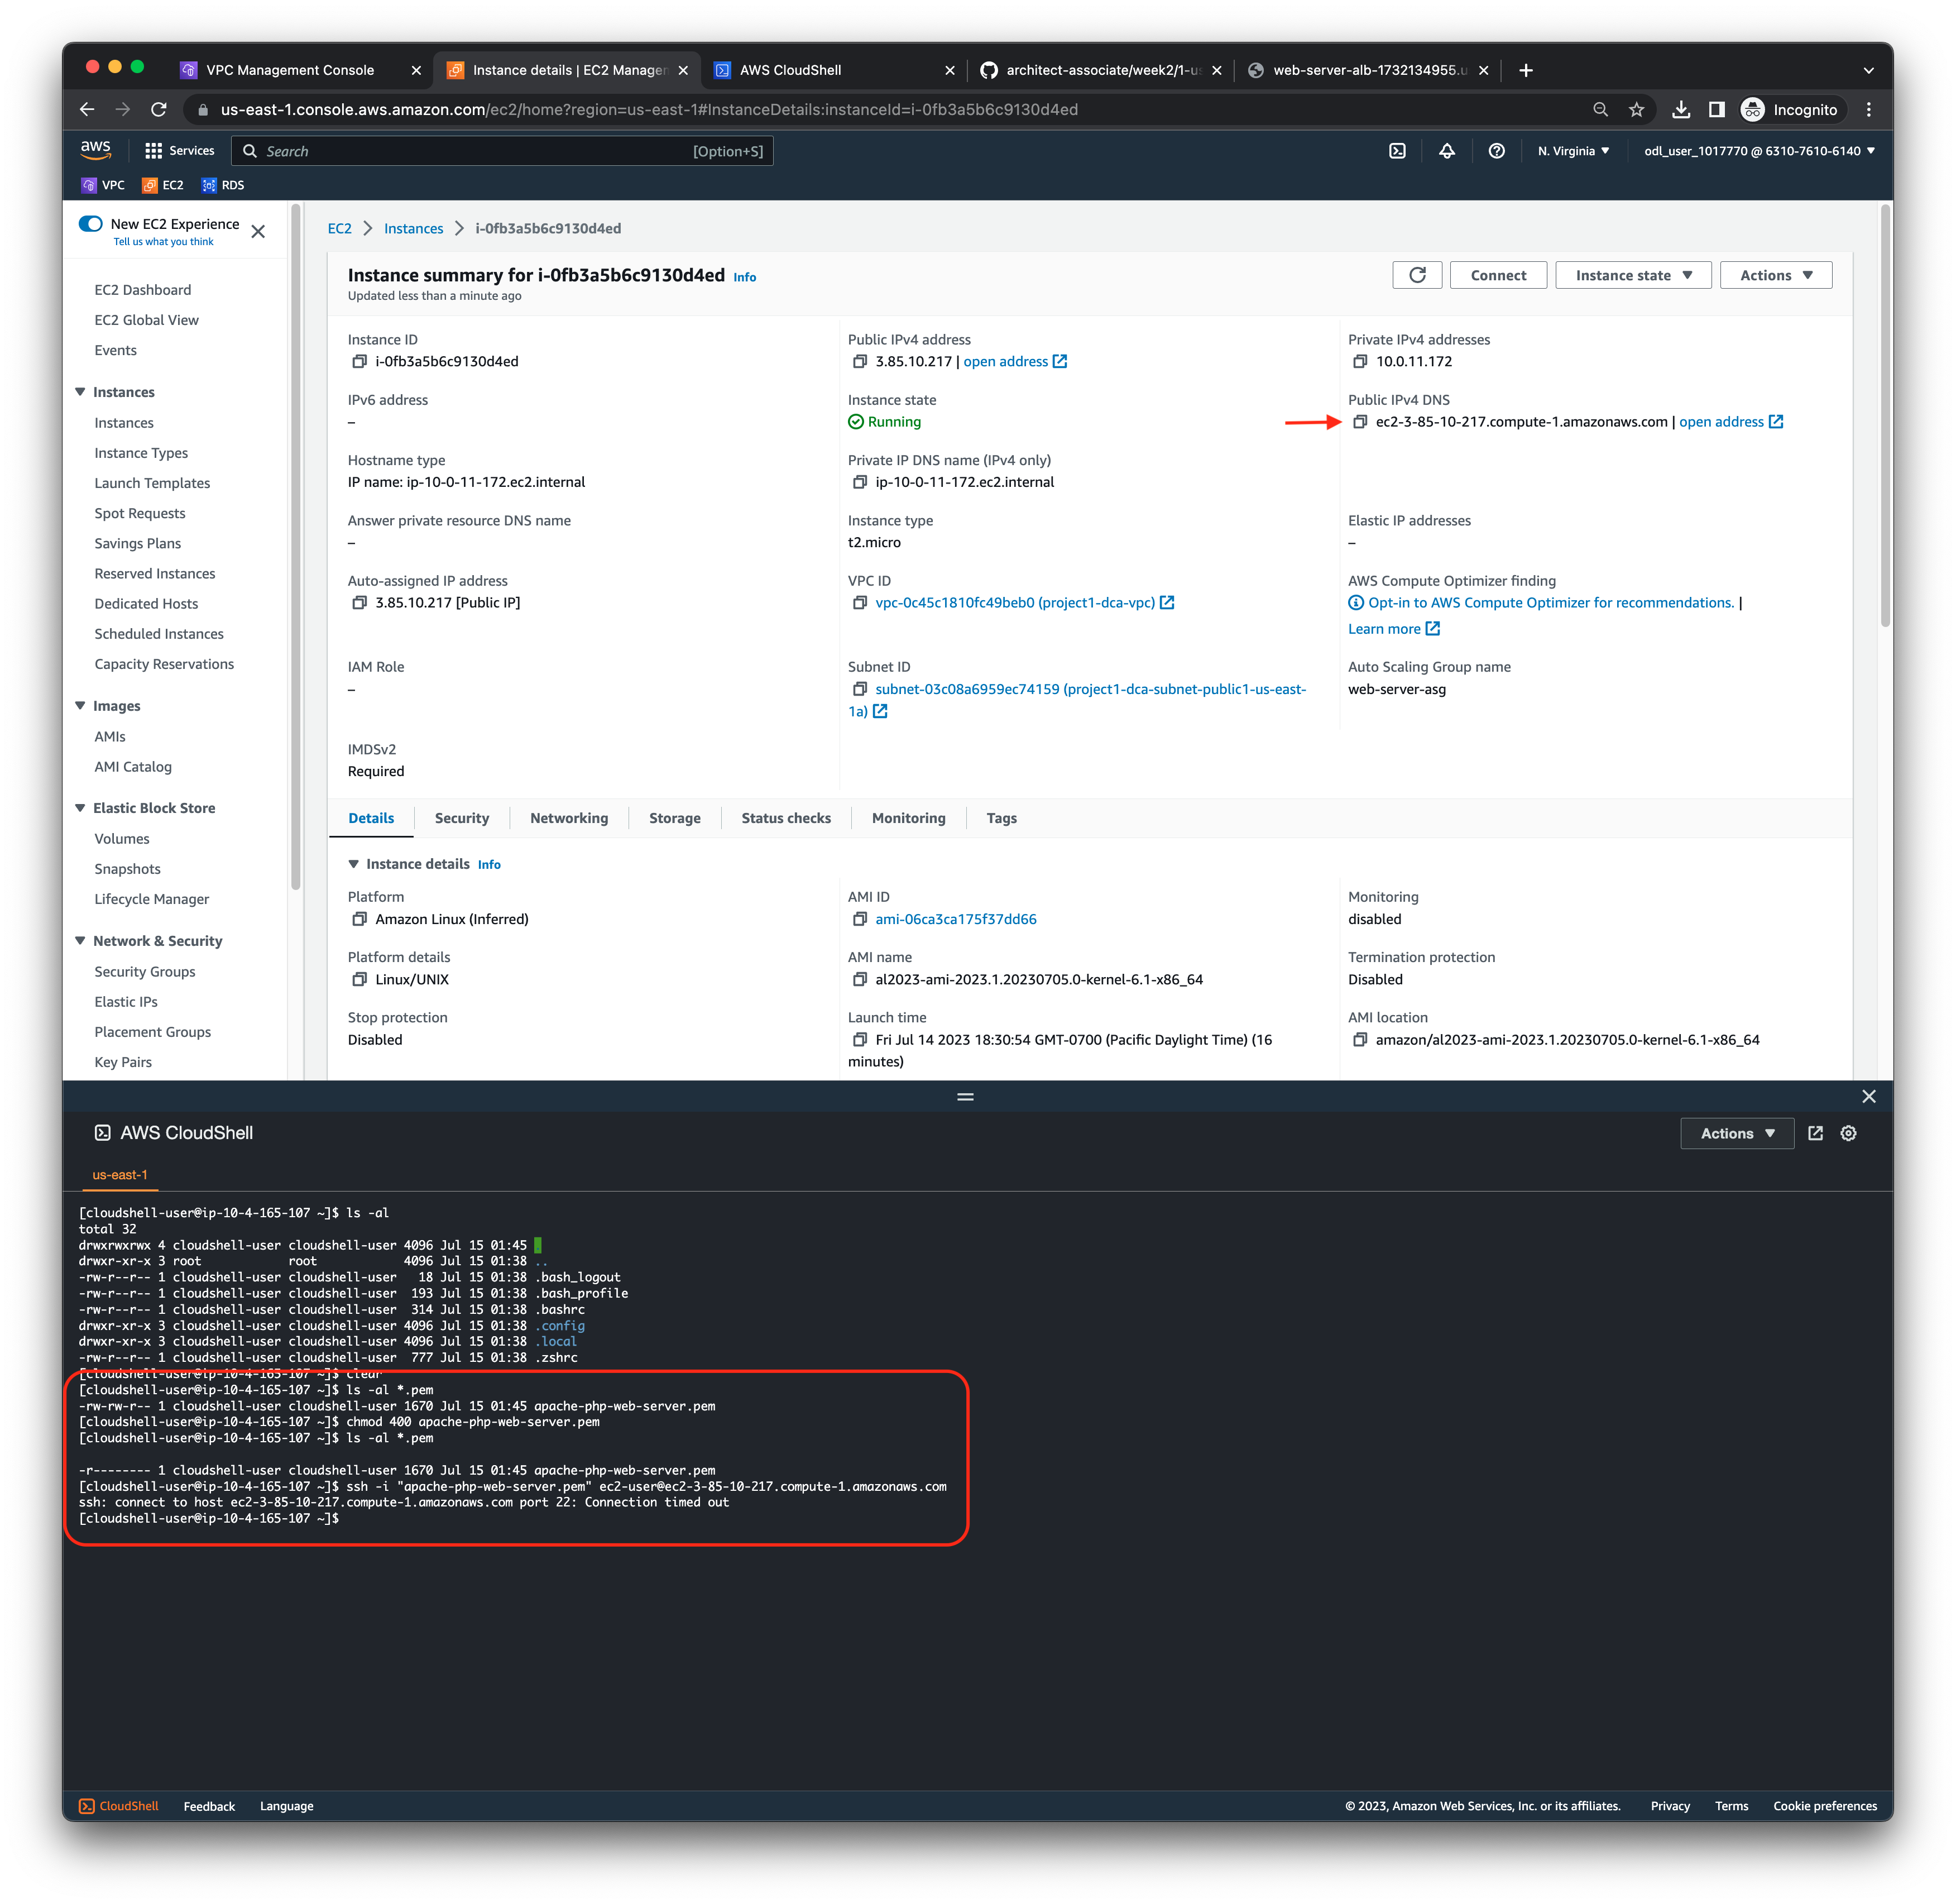 VPC Management Console
Instance details | EC2 Manager
AWS CloudShell
architect-associate/week2/1-us
web-server-alb-1732134955.u
us-east-1.console.aws.amazon.com/ec2/home?region=us-east-1#InstanceDetails:instanceId=i-0fb3a5b6c9130d4ed
Incognito
aws
Services
Search
[Option+S]
N. Virginia
odl_user_1017770 @ 6310-7610-6140
VPC
EC2
RDS
New EC2 Experience
Tell us what you think
EC2 Dashboard
EC2 Global View
Events
Instances
Instances
Instance Types
Launch Templates
Spot Requests
Savings Plans
Reserved Instances
Dedicated Hosts
Scheduled Instances
Capacity Reservations
Images
AMIs
AMI Catalog
Elastic Block Store
Volumes
Snapshots
Lifecycle Manager
Network & Security
Security Groups
Elastic IPs
Placement Groups
Key Pairs
EC2 > Instances > i-0fb3a5b6c9130d4ed
Instance summary for i-0fb3a5b6c9130d4ed Info
Updated less than a minute ago
Connect
Instance state
Actions
Instance ID
i-0fb3a5b6c9130d4ed
Public IPv4 address
3.85.10.217 | open address
Private IPv4 addresses
10.0.11.172
IPv6 address
–
Instance state
Running
Public IPv4 DNS
ec2-3-85-10-217.compute-1.amazonaws.com | open address
Hostname type
IP name: ip-10-0-11-172.ec2.internal
Private IP DNS name (IPv4 only)
ip-10-0-11-172.ec2.internal
Answer private resource DNS name
–
Instance type
t2.micro
Elastic IP addresses
–
Auto-assigned IP address
3.85.10.217 [Public IP]
VPC ID
vpc-0c45c1810fc49beb0 (project1-dca-vpc)
AWS Compute Optimizer finding
Opt-in to AWS Compute Optimizer for recommendations. |
Learn more
IAM Role
–
Subnet ID
subnet-03c08a6959ec74159 (project1-dca-subnet-public1-us-east-
1a)
Auto Scaling Group name
web-server-asg
IMDSv2
Required
Details
Security
Networking
Storage
Status checks
Monitoring
Tags
Instance details Info
Platform
Amazon Linux (Inferred)
AMI ID
ami-06ca3ca175f37dd66
Monitoring
disabled
Platform details
Linux/UNIX
AMI name
al2023-ami-2023.1.20230705.0-kernel-6.1-x86_64
Termination protection
Disabled
Stop protection
Disabled
Launch time
Fri Jul 14 2023 18:30:54 GMT-0700 (Pacific Daylight Time) (16
minutes)
AMI location
amazon/al2023-ami-2023.1.20230705.0-kernel-6.1-x86_64
AWS CloudShell
Actions
us-east-1
[cloudshell-user@ip-10-4-165-107 ~]$ ls -al
total 32
drwxrwxrwx 4 cloudshell-user cloudshell-user 4096 Jul 15 01:45 .
drwxr-xr-x 3 root root 4096 Jul 15 01:38 ..
-rw-r--r-- 1 cloudshell-user cloudshell-user 18 Jul 15 01:38 .bash_logout
-rw-r--r-- 1 cloudshell-user cloudshell-user 193 Jul 15 01:38 .bash_profile
-rw-r--r-- 1 cloudshell-user cloudshell-user 314 Jul 15 01:38 .bashrc
drwxr-xr-x 3 cloudshell-user cloudshell-user 4096 Jul 15 01:38 .config
drwxr-xr-x 3 cloudshell-user cloudshell-user 4096 Jul 15 01:38 .local
-rw-r--r-- 1 cloudshell-user cloudshell-user 777 Jul 15 01:38 .zshrc
[cloudshell-user@ip-10-4-165-107 ~]$ clear
[cloudshell-user@ip-10-4-165-107 ~]$ ls -al *.pem
-rw-rw-r-- 1 cloudshell-user cloudshell-user 1670 Jul 15 01:45 apache-php-web-server.pem
[cloudshell-user@ip-10-4-165-107 ~]$ chmod 400 apache-php-web-server.pem
[cloudshell-user@ip-10-4-165-107 ~]$ ls -al *.pem
-r-------- 1 cloudshell-user cloudshell-user 1670 Jul 15 01:45 apache-php-web-server.pem
[cloudshell-user@ip-10-4-165-107 ~]$ ssh -i "apache-php-web-server.pem" ec2-user@ec2-3-85-10-217.compute-1.amazonaws.com
ssh: connect to host ec2-3-85-10-217.compute-1.amazonaws.com port 22: Connection timed out
[cloudshell-user@ip-10-4-165-107 ~]$
CloudShell
Feedback
Language
© 2023, Amazon Web Services, Inc. or its affiliates.
Privacy
Terms
Cookie preferences